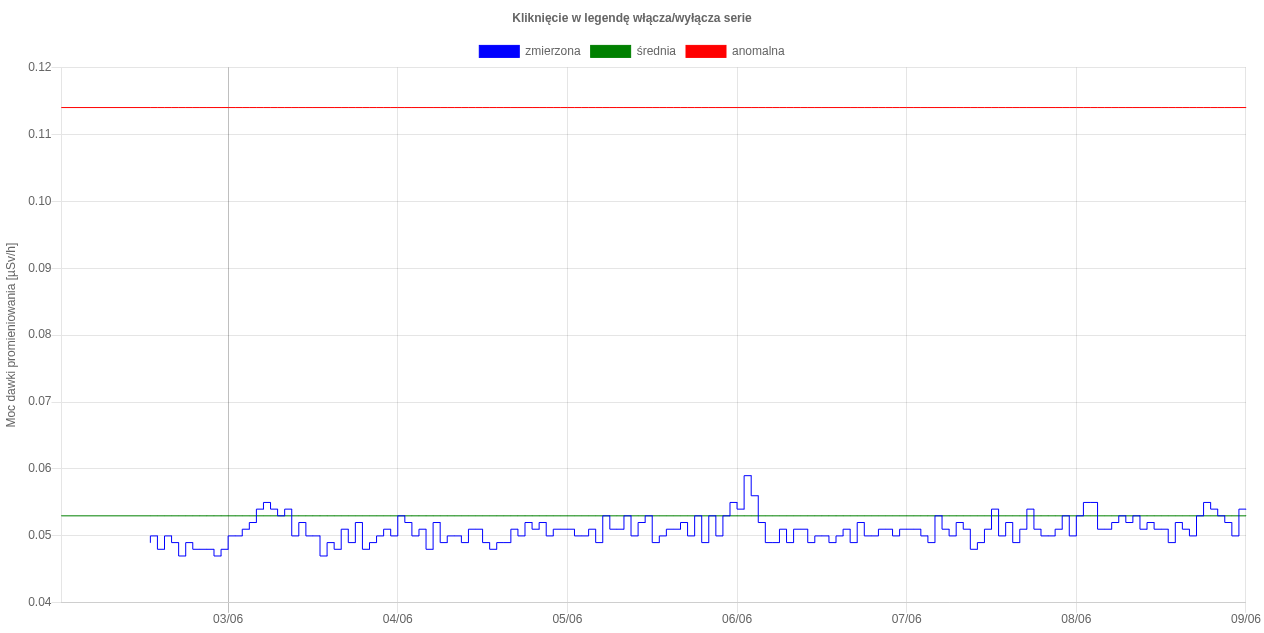 Kliknięcie w legendę włącza/wyłącza serie
zmierzona średnia anomalna
Moc dawki promieniowania [µSv/h]
0.12
0.11
0.10
0.09
0.08
0.07
0.06
0.05
0.04
03/06 04/06 05/06 06/06 07/06 08/06 09/06